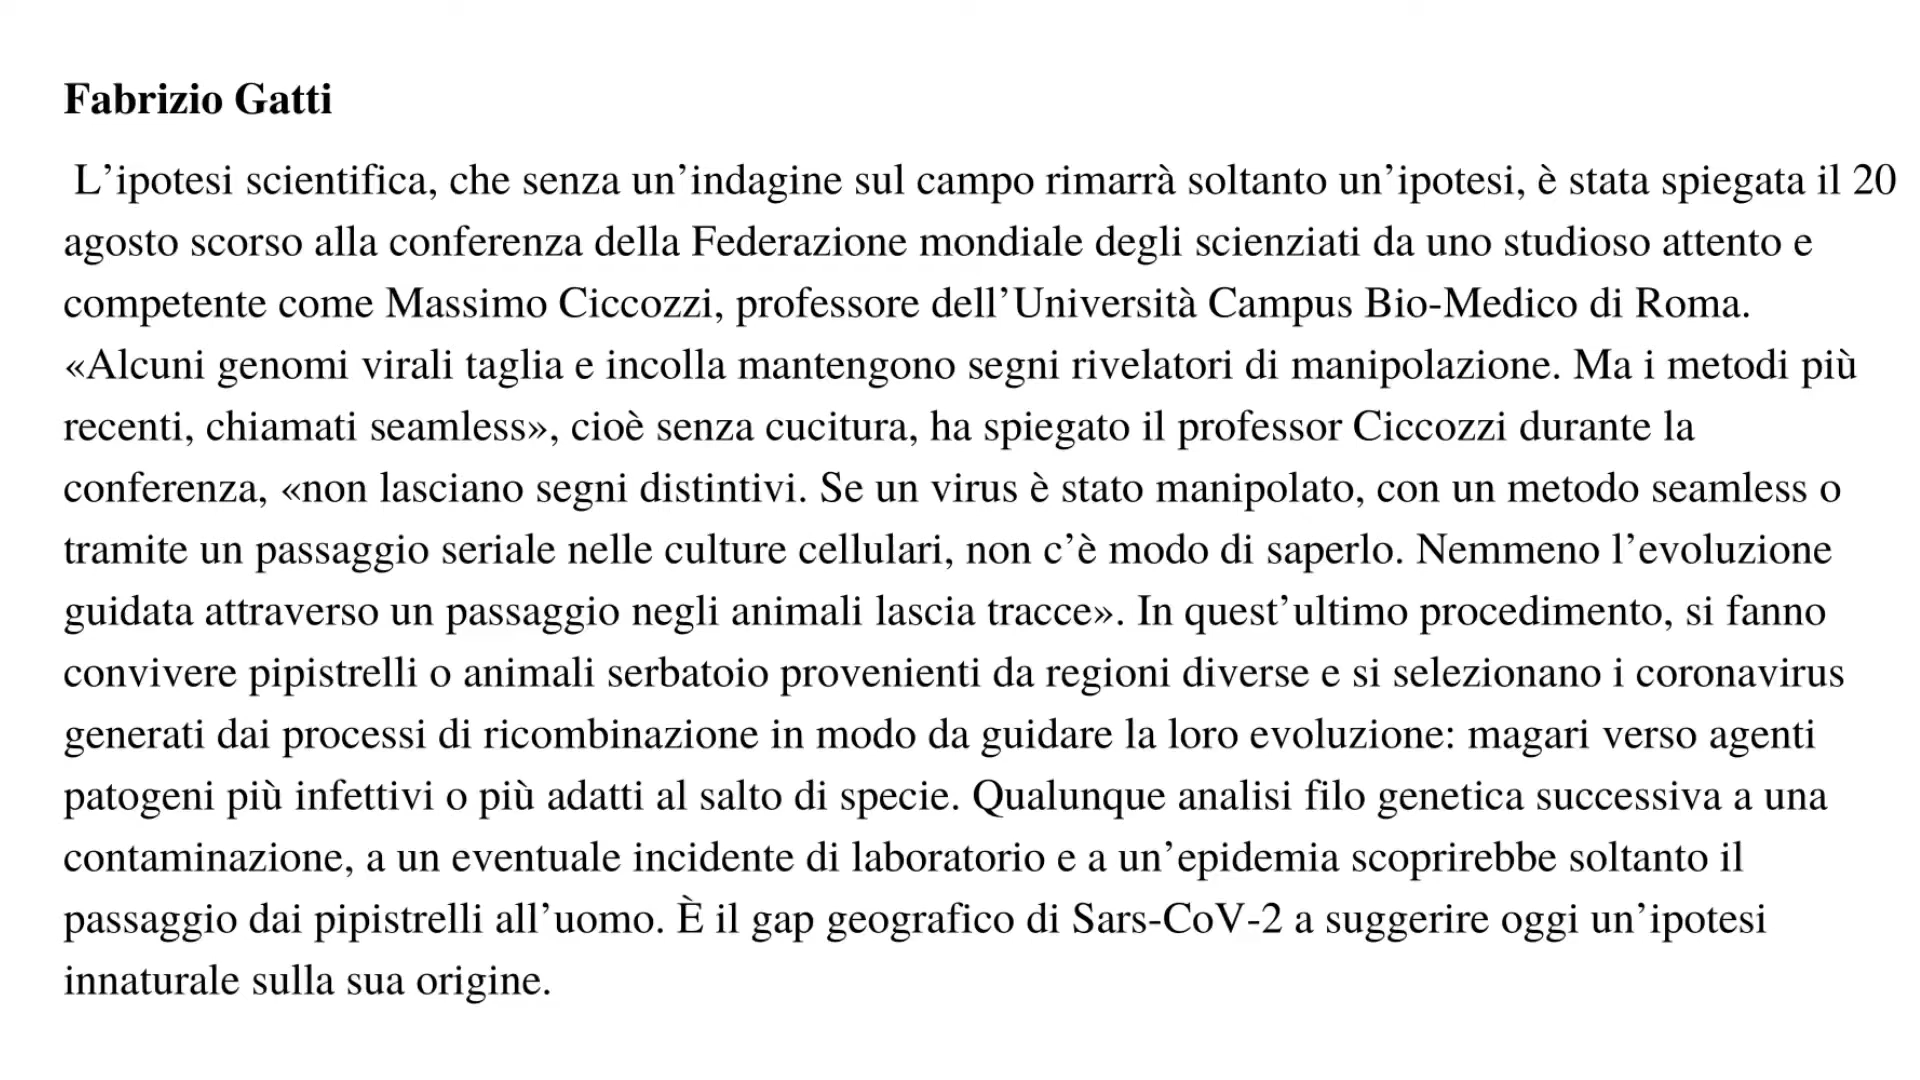 Fabrizio Gatti
L’ipotesi scientifica, che senza un’indagine sul campo rimarrà soltanto un’ipotesi, è stata spiegata il 20
agosto scorso alla conferenza della Federazione mondiale degli scienziati da uno studioso attento e
competente come Massimo Ciccozzi, professore dell’Università Campus Bio-Medico di Roma.
«Alcuni genomi virali taglia e incolla mantengono segni rivelatori di manipolazione. Ma i metodi più
recenti, chiamati seamless», cioè senza cucitura, ha spiegato il professor Ciccozzi durante la
conferenza, «non lasciano segni distintivi. Se un virus è stato manipolato, con un metodo seamless o
tramite un passaggio seriale nelle culture cellulari, non c’è modo di saperlo. Nemmeno l’evoluzione
guidata attraverso un passaggio negli animali lascia tracce». In quest’ultimo procedimento, si fanno
convivere pipistrelli o animali serbatoio provenienti da regioni diverse e si selezionano i coronavirus
generati dai processi di ricombinazione in modo da guidare la loro evoluzione: magari verso agenti
patogeni più infettivi o più adatti al salto di specie. Qualunque analisi filo genetica successiva a una
contaminazione, a un eventuale incidente di laboratorio e a un’epidemia scoprirebbe soltanto il
passaggio dai pipistrelli all’uomo. È il gap geografico di Sars-CoV-2 a suggerire oggi un’ipotesi
innaturale sulla sua origine.